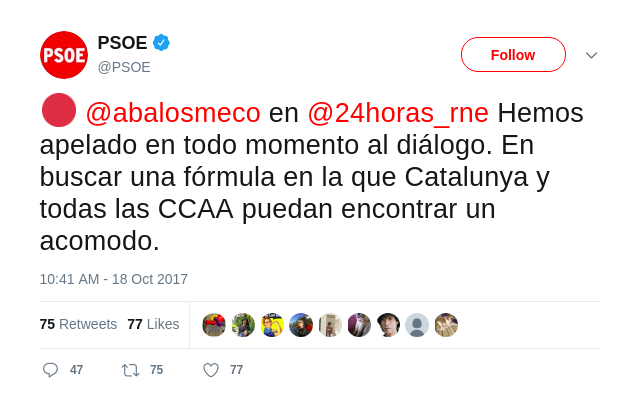 PSOE
PSOE
@PSOE
Follow
@abalosmeco en @24horas_rne Hemos
apelado en todo momento al diálogo. En
buscar una fórmula en la que Catalunya y
todas las CCAA puedan encontrar un
acomodo.
10:41 AM - 18 Oct 2017
75 Retweets 77 Likes
47 75 77